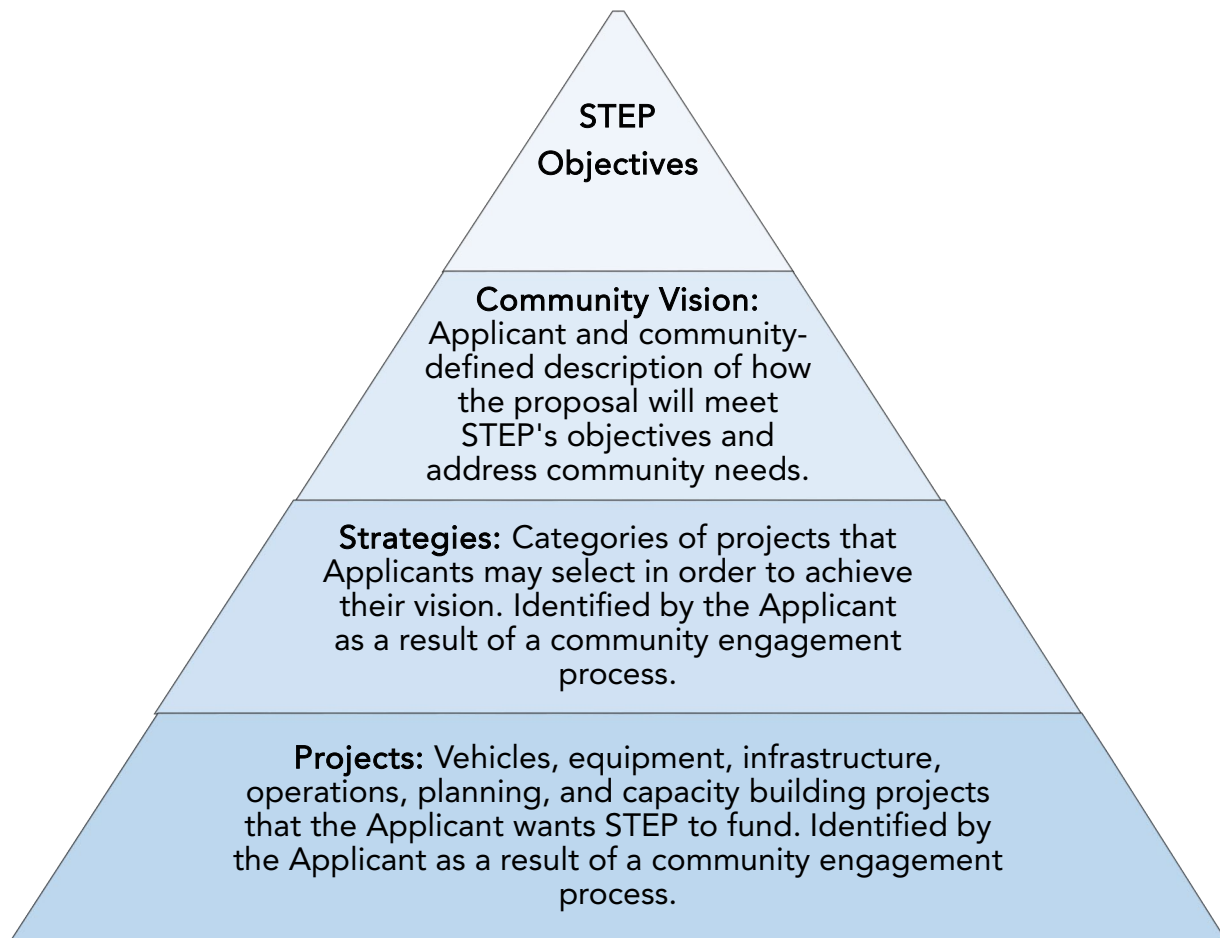 STEP
Objectives
Community Vision:
Applicant and community-
defined description of how
the proposal will meet
STEP's objectives and
address community needs.
Strategies: Categories of projects that
Applicants may select in order to achieve
their vision. Identified by the Applicant
as a result of a community engagement
process.
Projects: Vehicles, equipment, infrastructure,
operations, planning, and capacity building projects
that the Applicant wants STEP to fund. Identified by
the Applicant as a result of a community engagement
process.